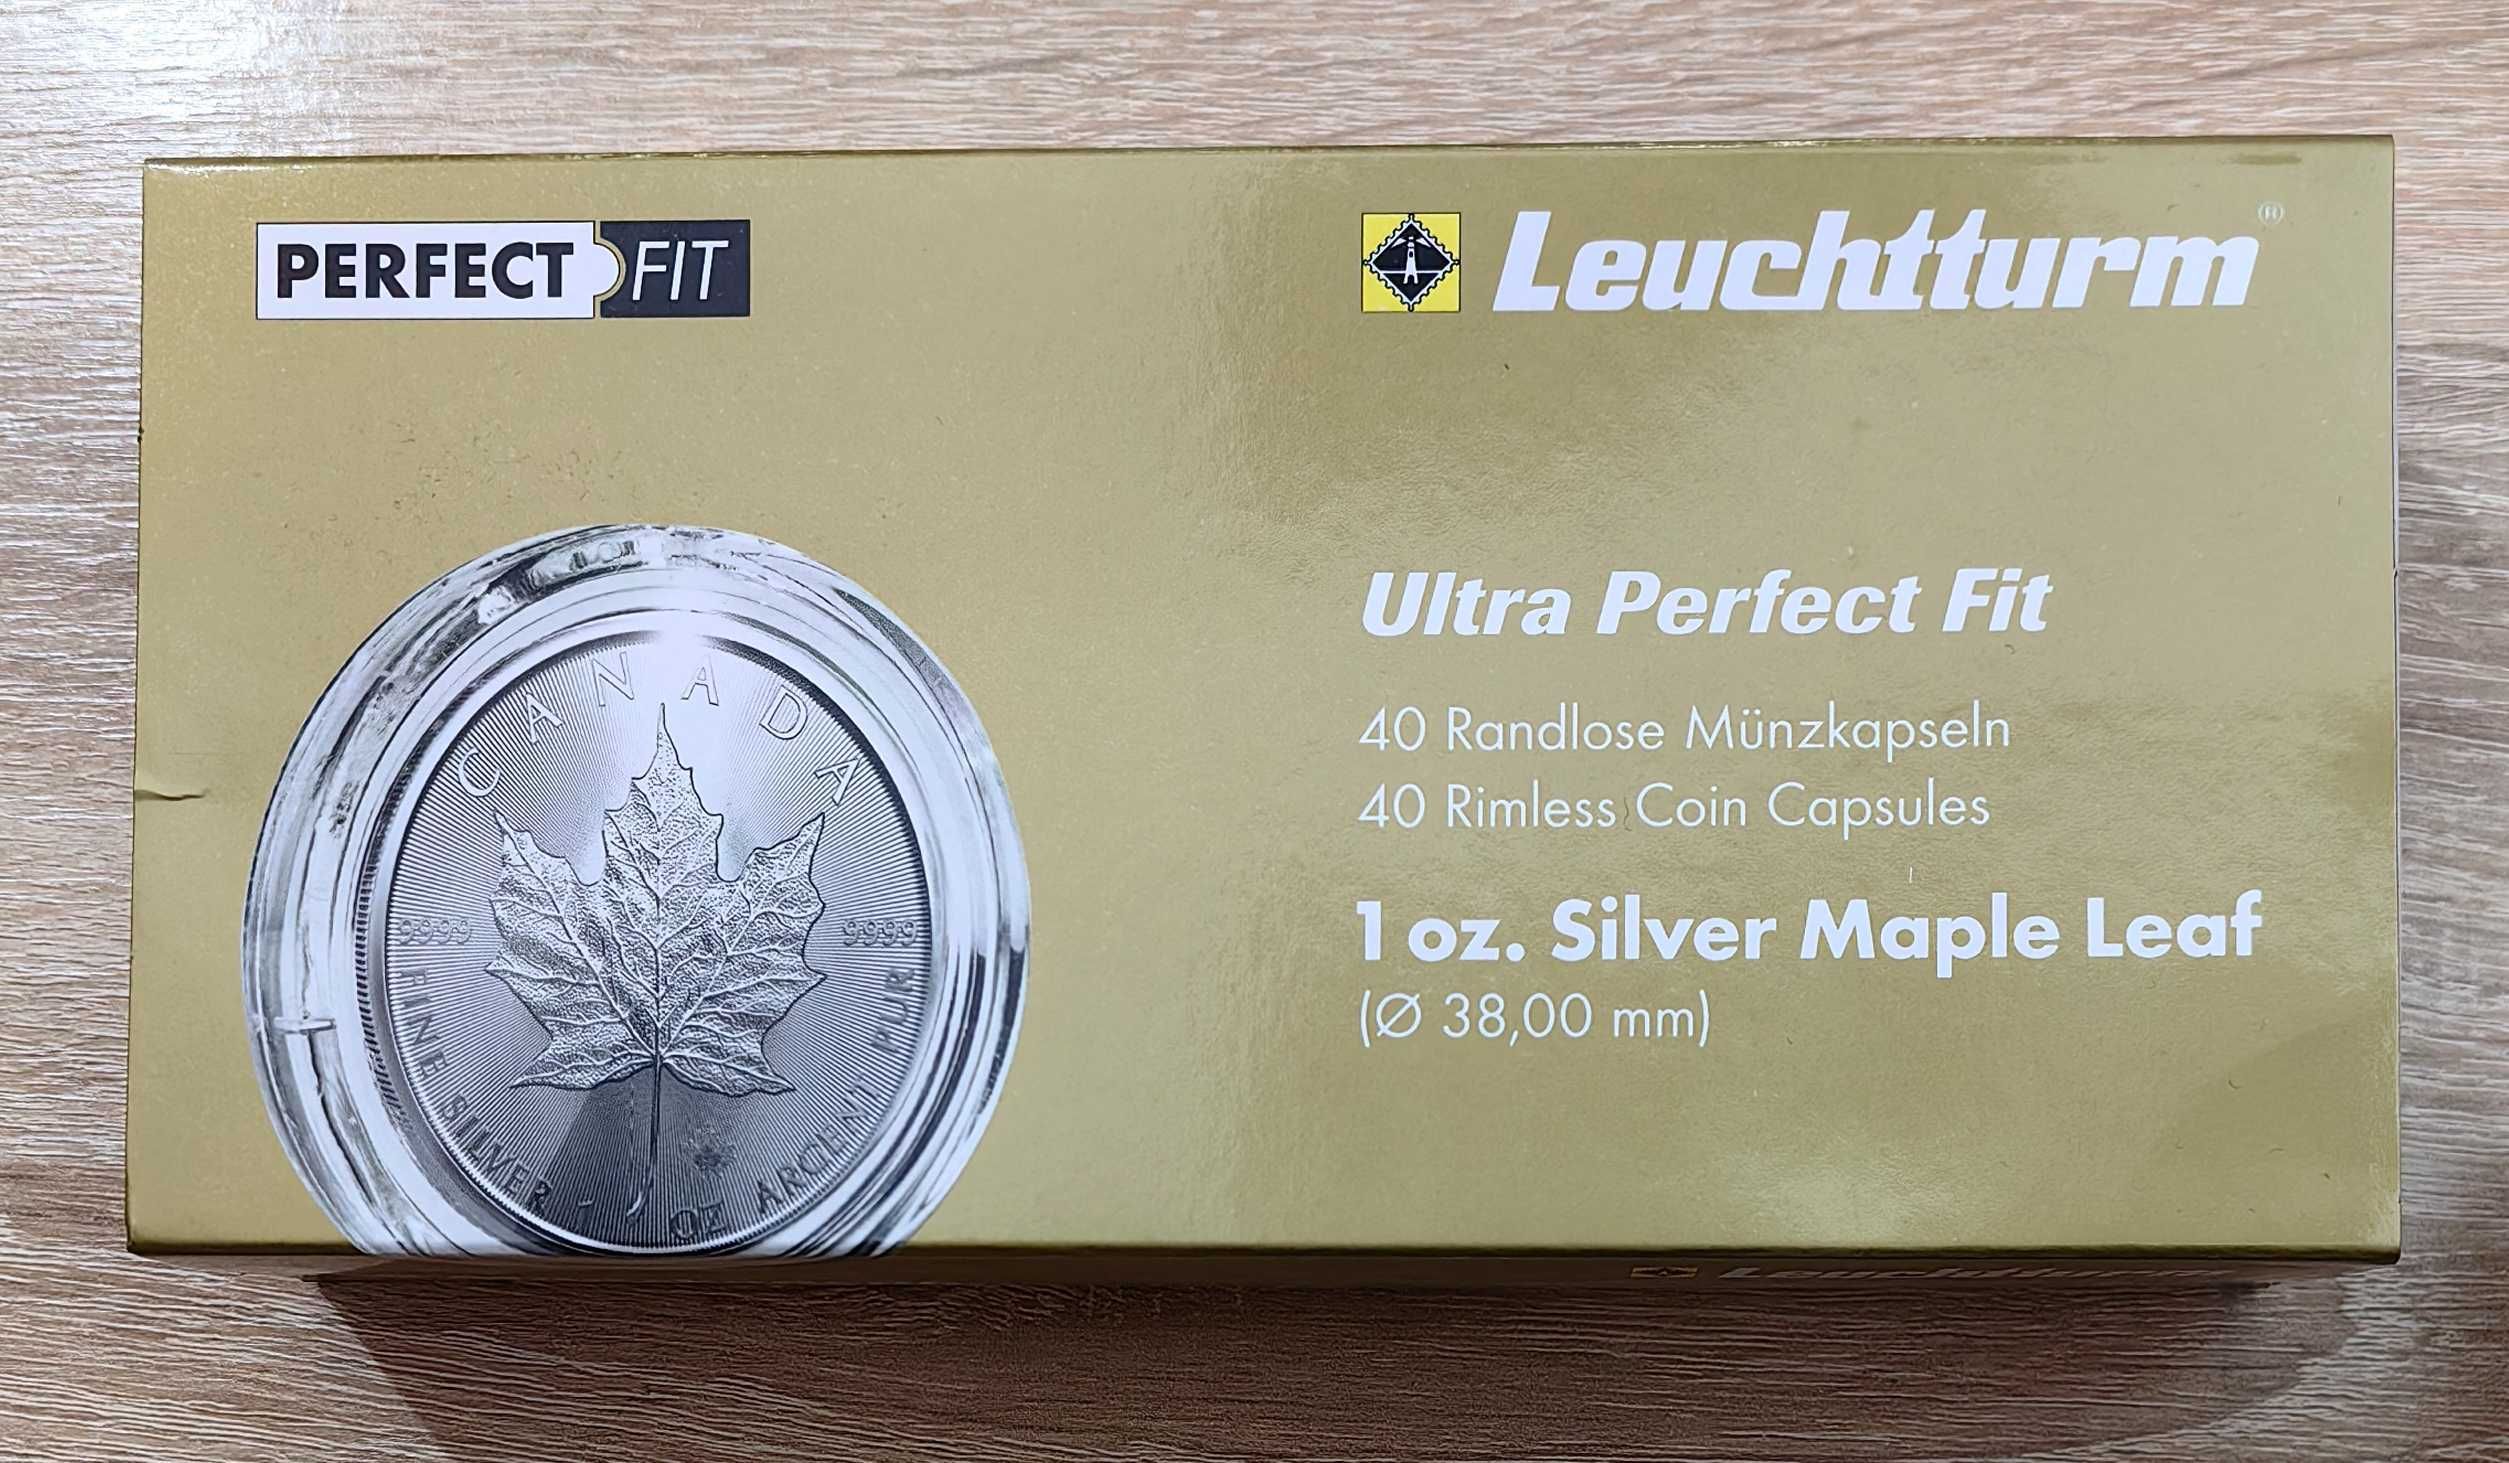 PERFECT FIT
Leuchtturm®
Ultra Perfect Fit
40 Randlose Münzkapseln
40 Rimless Coin Capsules
1 oz. Silver Maple Leaf
(Ø 38,00 mm)
CANADA
9999 9999
FINE SILVER 1 OZ ARGENT PUR
Leuchtturm